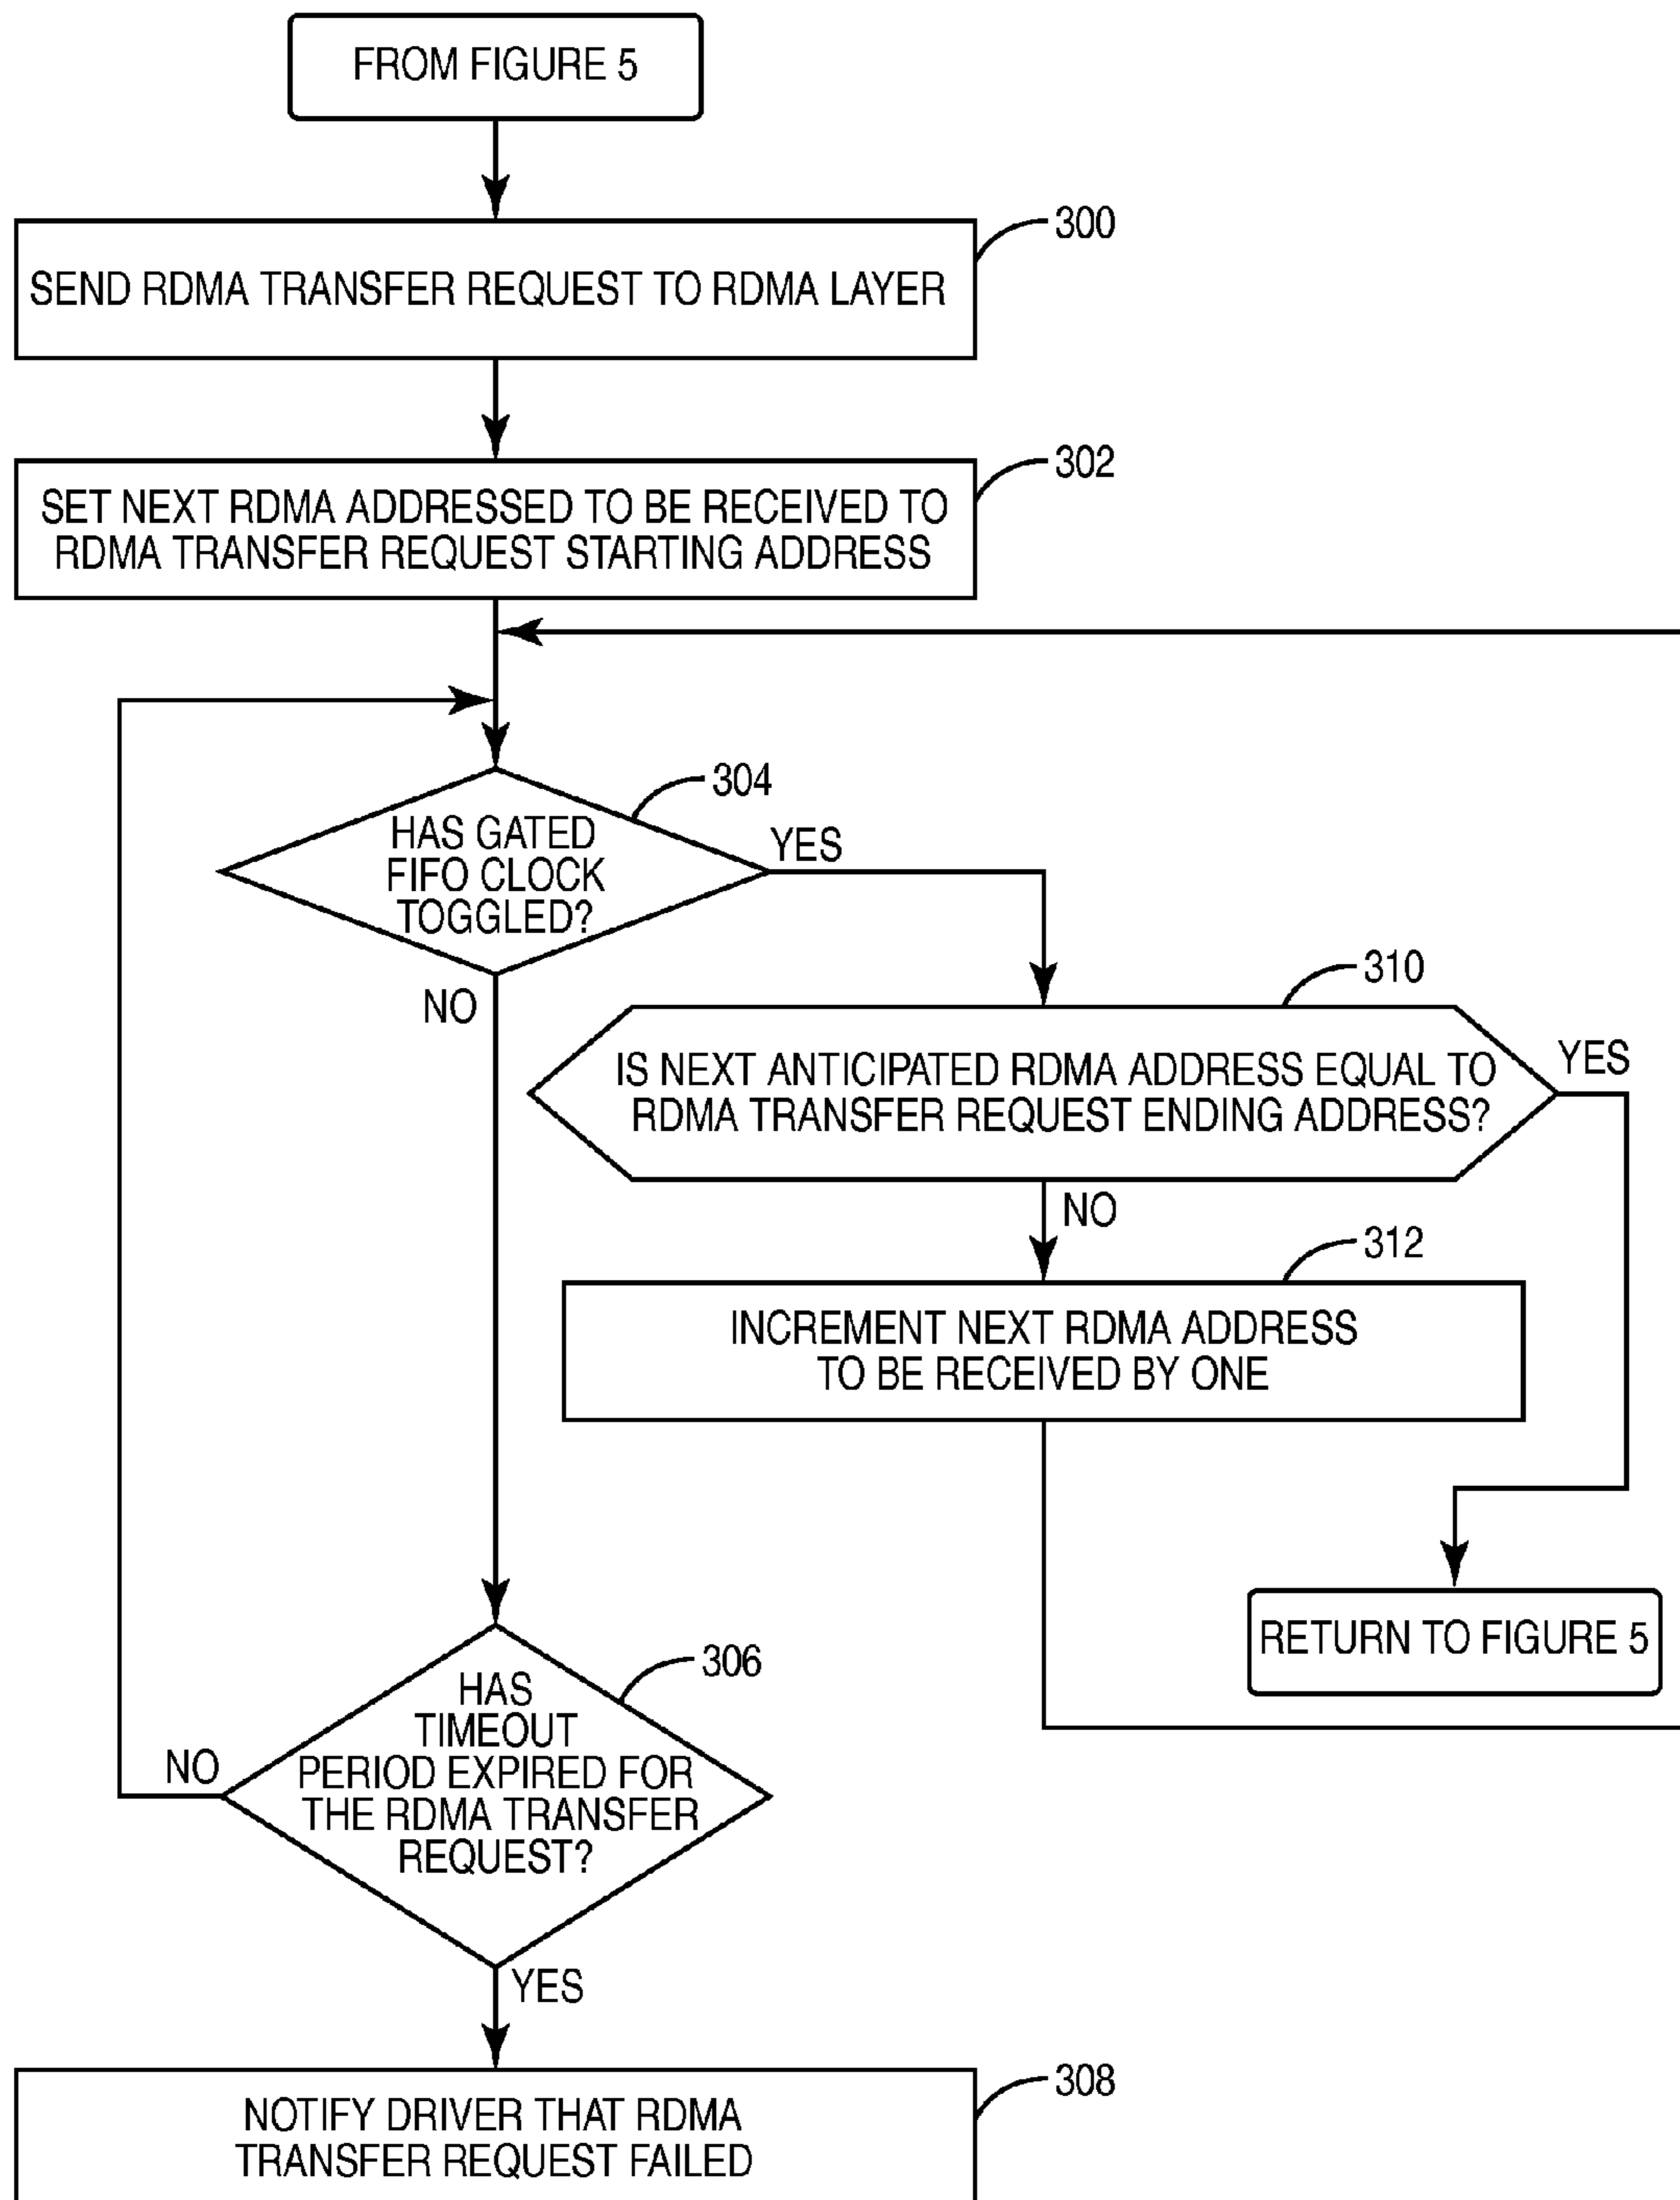 FROM FIGURE 5
300
SEND RDMA TRANSFER REQUEST TO RDMA LAYER
302
SET NEXT RDMA ADDRESSED TO BE RECEIVED TO
RDMA TRANSFER REQUEST STARTING ADDRESS
304
HAS GATED
FIFO CLOCK
TOGGLED?
YES
NO
310
IS NEXT ANTICIPATED RDMA ADDRESS EQUAL TO
RDMA TRANSFER REQUEST ENDING ADDRESS?
YES
NO
312
INCREMENT NEXT RDMA ADDRESS
TO BE RECEIVED BY ONE
RETURN TO FIGURE 5
306
HAS
TIMEOUT
PERIOD EXPIRED FOR
THE RDMA TRANSFER
REQUEST?
NO
YES
308
NOTIFY DRIVER THAT RDMA
TRANSFER REQUEST FAILED